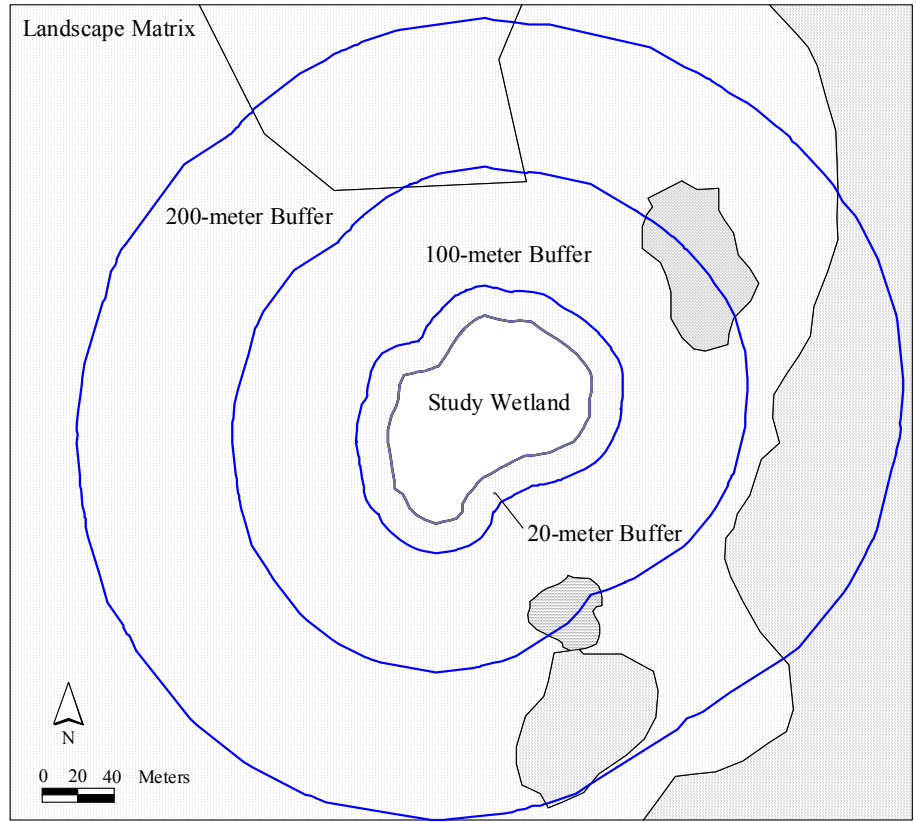 Landscape Matrix
200-meter Buffer
100-meter Buffer
Study Wetland
20-meter Buffer
N
0 20 40 Meters